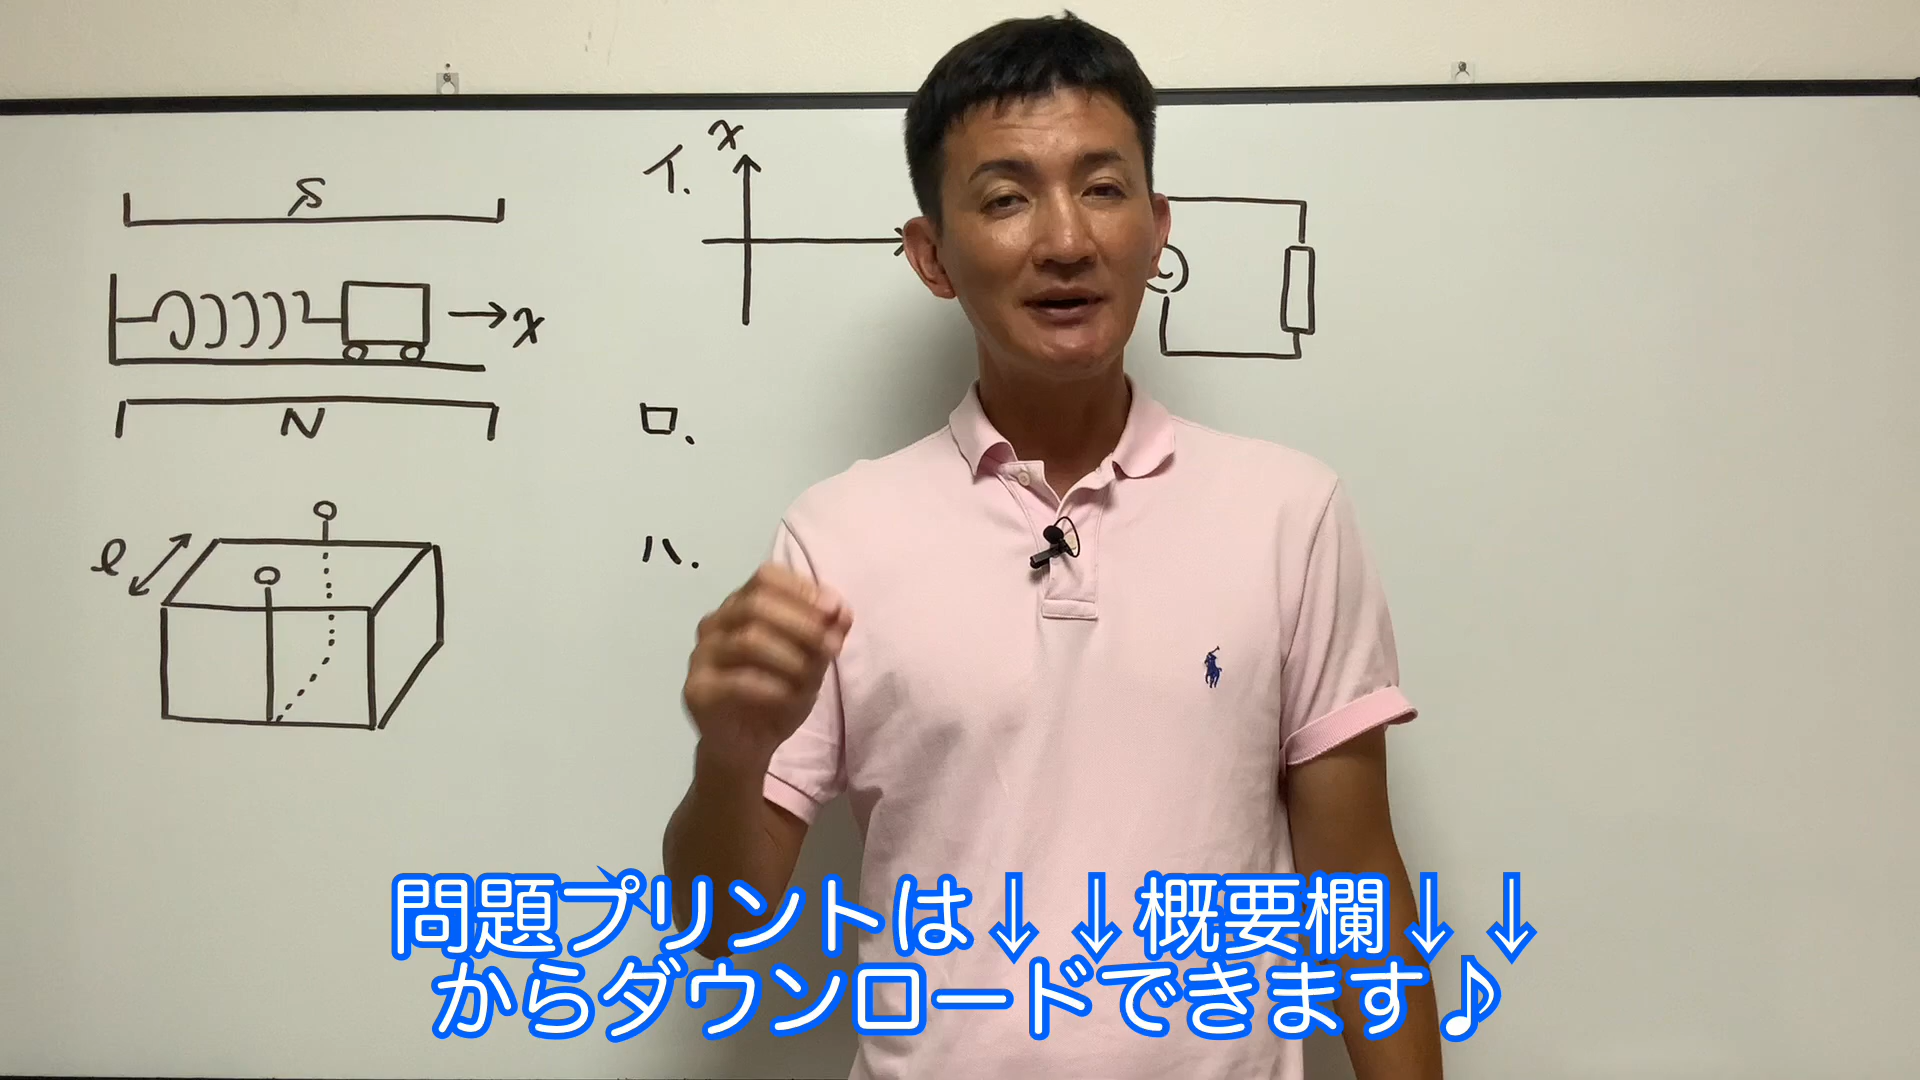 S
x
N
l
イ.
x
ロ.
ハ.
問題プリントは↓↓概要欄↓↓
からダウンロードできます♪